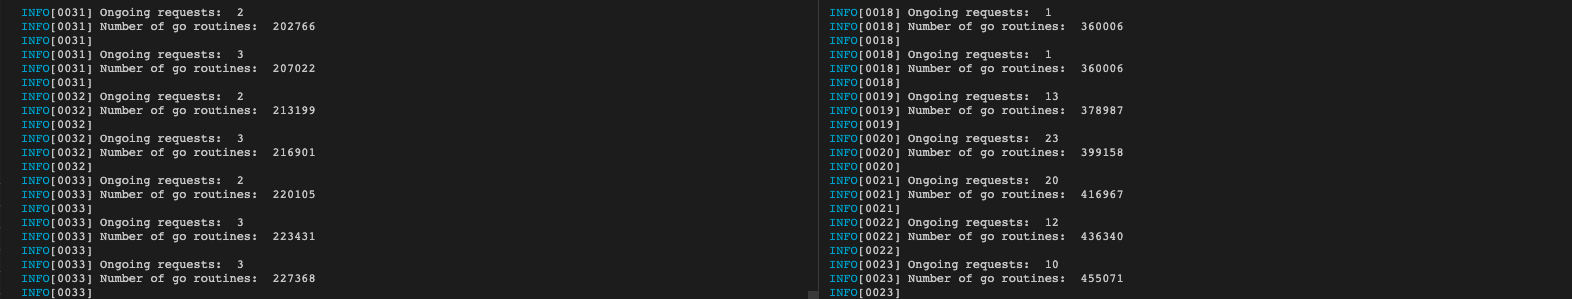 INFO[0031] Ongoing requests:  2
INFO[0031] Number of go routines:  202766
INFO[0031]
INFO[0031] Ongoing requests:  3
INFO[0031] Number of go routines:  207022
INFO[0031]
INFO[0032] Ongoing requests:  2
INFO[0032] Number of go routines:  213199
INFO[0032]
INFO[0032] Ongoing requests:  3
INFO[0032] Number of go routines:  216901
INFO[0032]
INFO[0033] Ongoing requests:  2
INFO[0033] Number of go routines:  220105
INFO[0033]
INFO[0033] Ongoing requests:  3
INFO[0033] Number of go routines:  223431
INFO[0033]
INFO[0033] Ongoing requests:  3
INFO[0033] Number of go routines:  227368
INFO[0033]
INFO[0018] Ongoing requests:  1
INFO[0018] Number of go routines:  360006
INFO[0018]
INFO[0018] Ongoing requests:  1
INFO[0018] Number of go routines:  360006
INFO[0018]
INFO[0019] Ongoing requests:  13
INFO[0019] Number of go routines:  378987
INFO[0019]
INFO[0020] Ongoing requests:  23
INFO[0020] Number of go routines:  399158
INFO[0020]
INFO[0021] Ongoing requests:  20
INFO[0021] Number of go routines:  416967
INFO[0021]
INFO[0022] Ongoing requests:  12
INFO[0022] Number of go routines:  436340
INFO[0022]
INFO[0023] Ongoing requests:  10
INFO[0023] Number of go routines:  455071
INFO[0023]